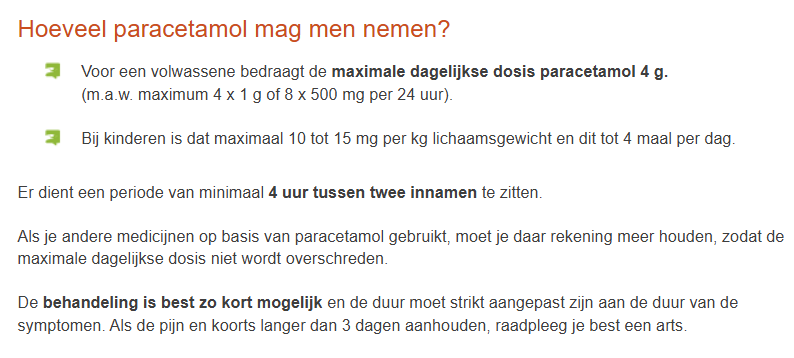 Hoeveel paracetamol mag men nemen?
Voor een volwassene bedraagt de maximale dagelijkse dosis paracetamol 4 g.
(m.a.w. maximum 4 x 1 g of 8 x 500 mg per 24 uur).
Bij kinderen is dat maximaal 10 tot 15 mg per kg lichaamsgewicht en dit tot 4 maal per dag.
Er dient een periode van minimaal 4 uur tussen twee innamen te zitten.
Als je andere medicijnen op basis van paracetamol gebruikt, moet je daar rekening meer houden, zodat de
maximale dagelijkse dosis niet wordt overschreden.
De behandeling is best zo kort mogelijk en de duur moet strikt aangepast zijn aan de duur van de
symptomen. Als de pijn en koorts langer dan 3 dagen aanhouden, raadpleeg je best een arts.